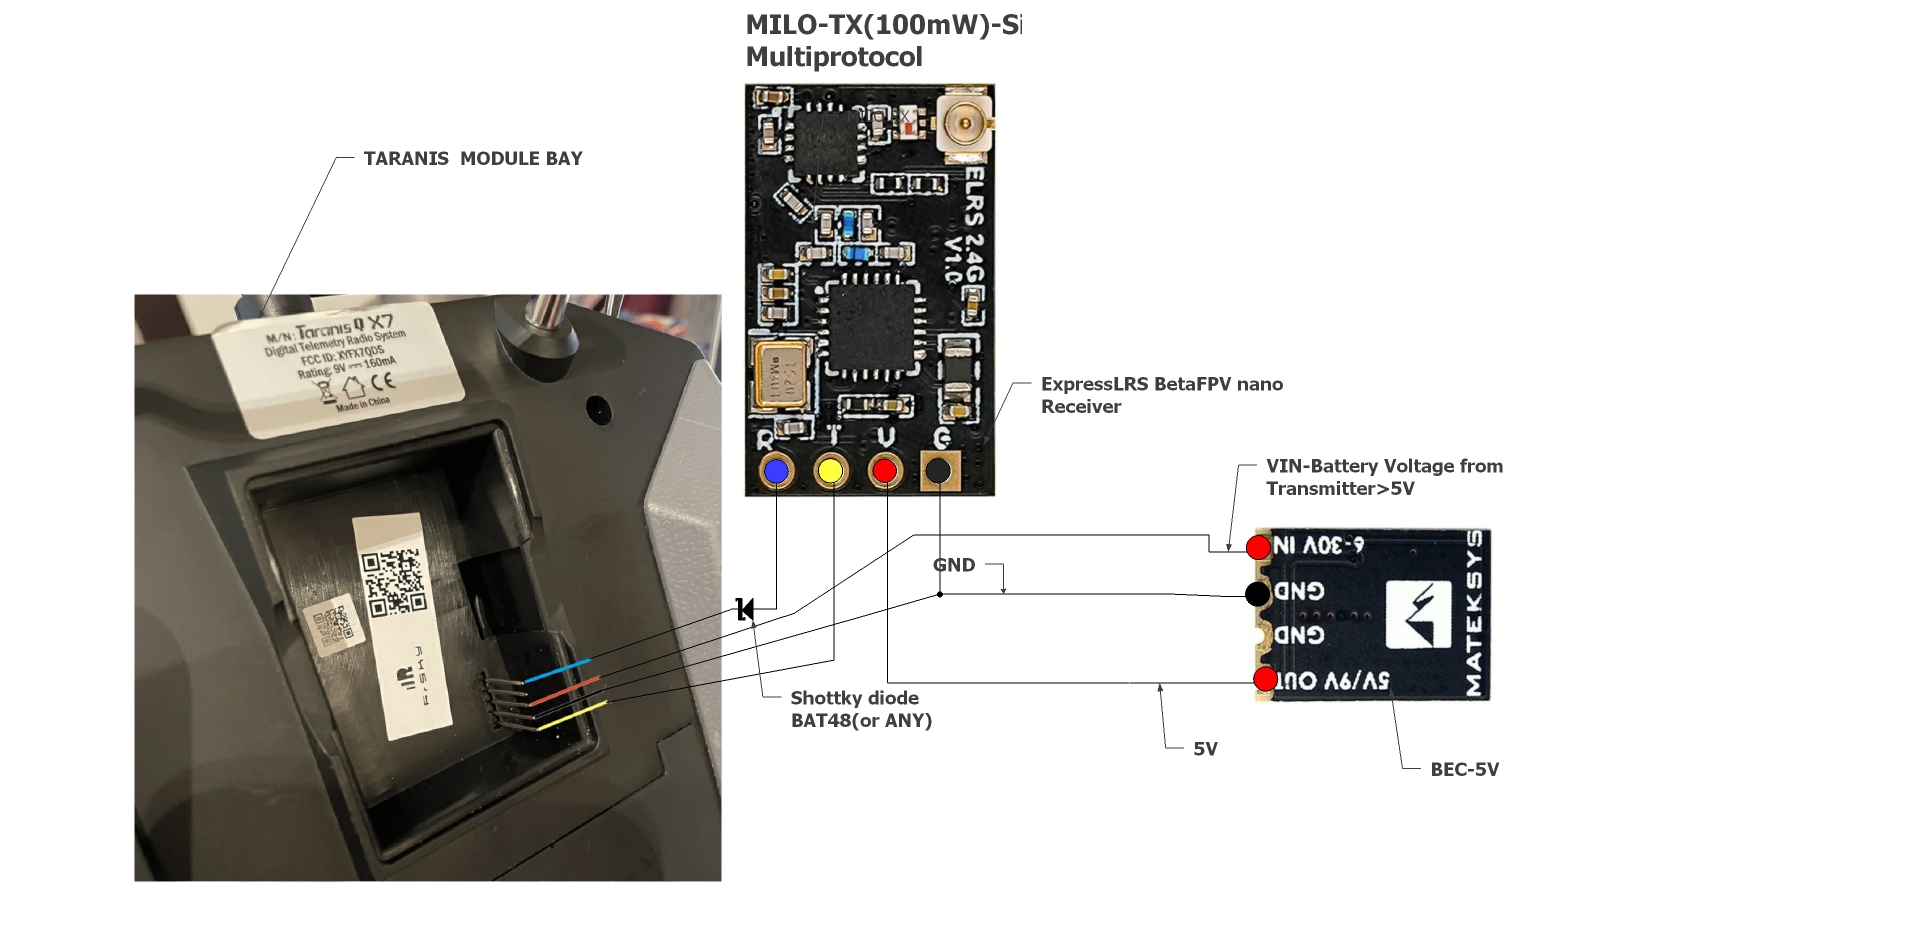 MILO-TX(100mW)-Si
Multiprotocol
TARANIS MODULE BAY
M/N: Taranis Q X7
Digital Telemetry Radio System
FCC ID: XYFX7QDS
Rating: 9V 160mA
CE
Made in China
FrSky
ELRS 2.4G
V1.0
R T V G
ExpressLRS BetaFPV nano
Receiver
VIN-Battery Voltage from
Transmitter>5V
GND
6-30V IN
GND
GND
5V/9V OUT
MATEKSYS
Shottky diode
BAT48(or ANY)
5V
BEC-5V